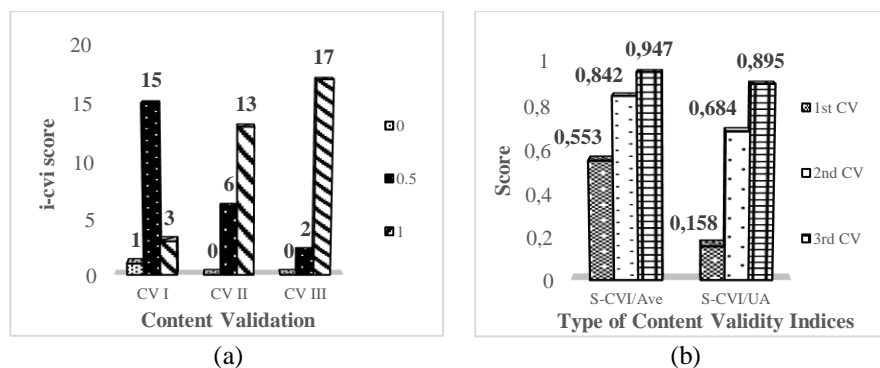 20
15
10
5
0
i-cvi score
1
15
3
0
6
13
0
2
17
CV I
CV II
CV III
Content Validation
0
0.5
1
(a)
1
0,8
0,6
0,4
0,2
0
Score
0,553
0,842
0,947
0,158
0,684
0,895
S-CVI/Ave
S-CVI/UA
Type of Content Validity Indices
1st CV
2nd CV
3rd CV
(b)